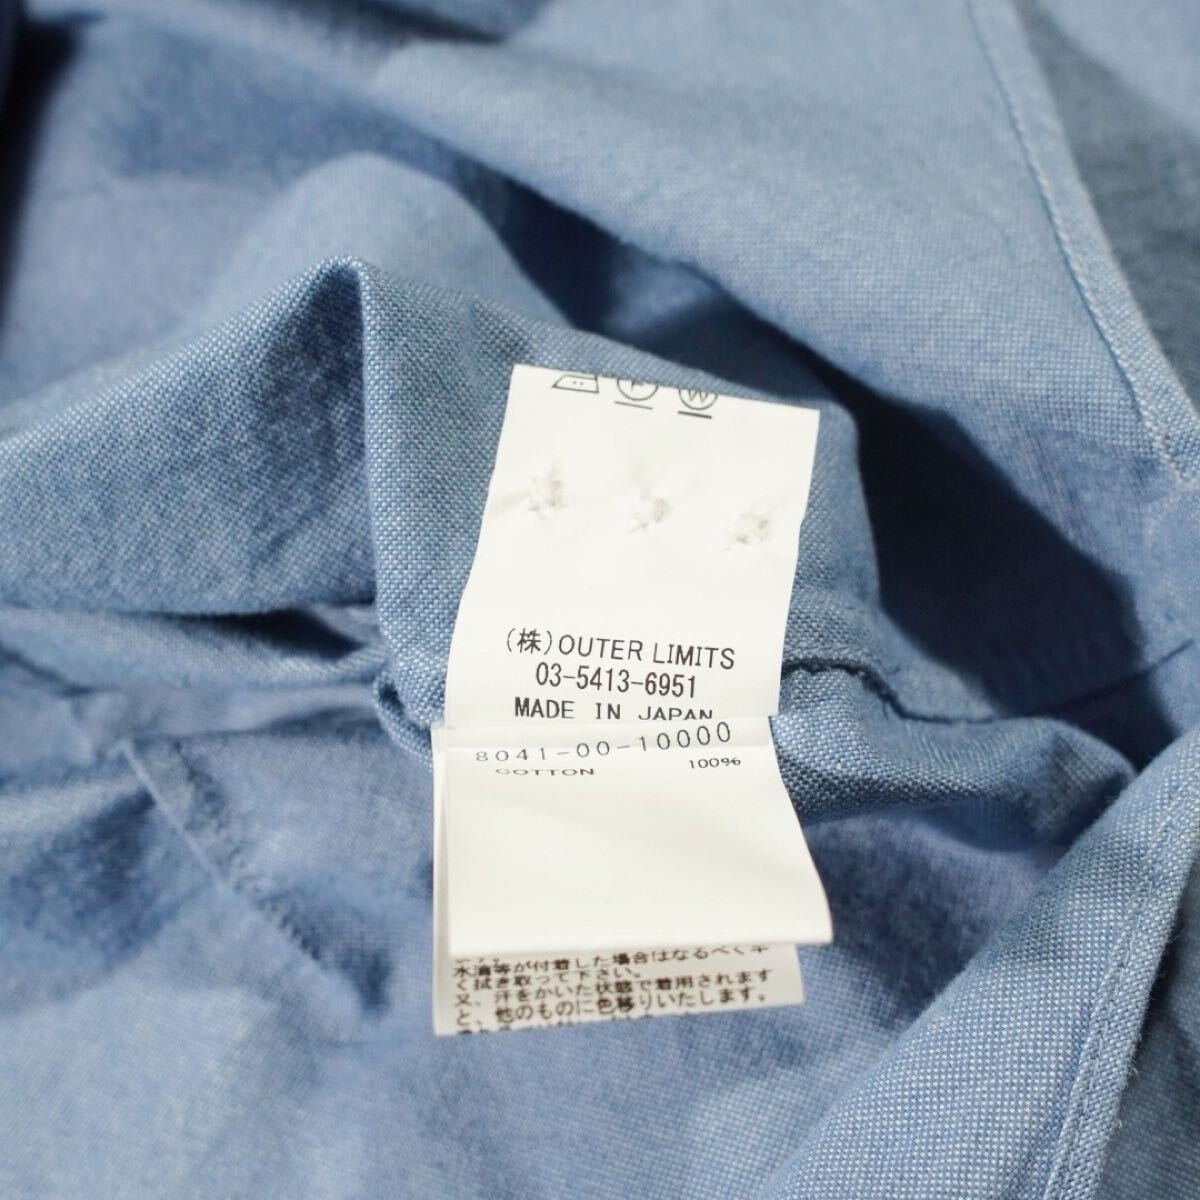 (株)OUTER LIMITS
03-5413-6951
MADE IN JAPAN
8041-00-10000
COTTON 100%
水滴等が付着した場合はなるべく早
く拭き取って下さい。
又、汗をかいた状態で着用されます
と、他のものに色移りいたします。